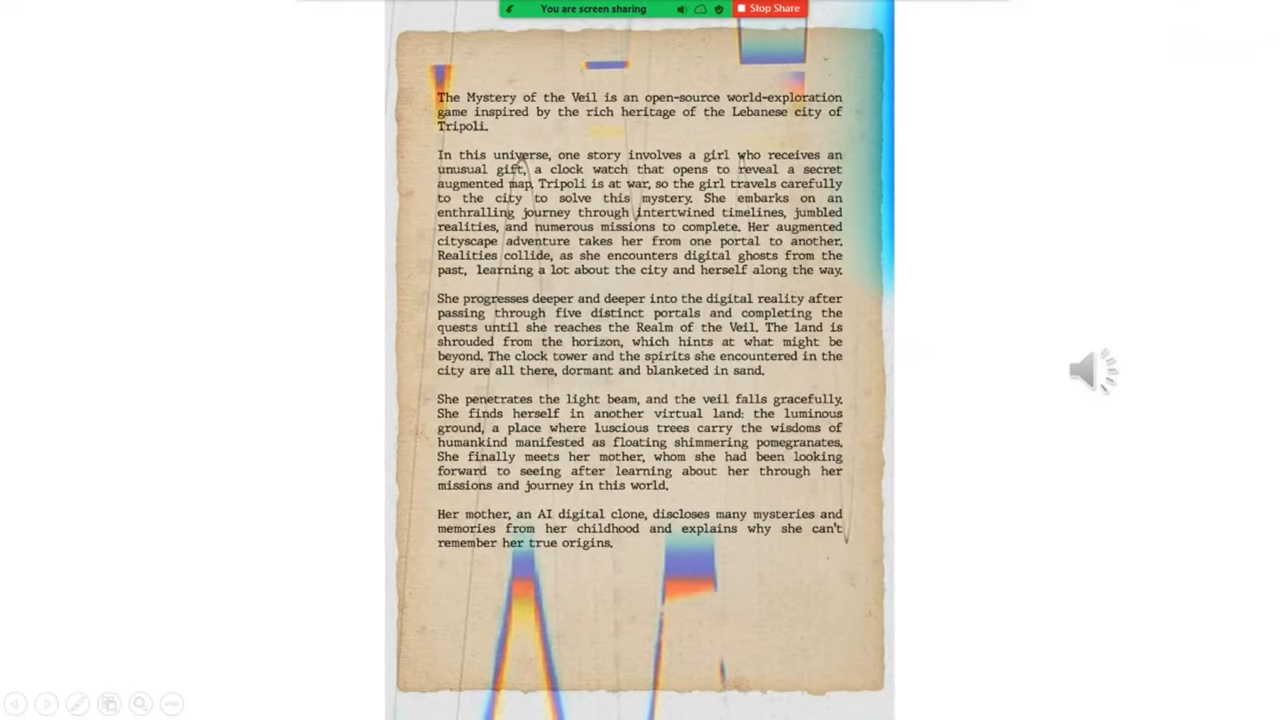 You are screen sharing
Stop Share
The Mystery of the Veil is an open-source world-exploration
game inspired by the rich heritage of the Lebanese city of
Tripoli.
In this universe, one story involves a girl who receives an
unusual gift, a clock watch that opens to reveal a secret
augmented map. Tripoli is at war, so the girl travels carefully
to the city to solve this mystery. She embarks on an
enthralling journey through intertwined timelines, jumbled
realities, and numerous missions to complete. Her augmented
cityscape adventure takes her from one portal to another.
Realities collide, as she encounters digital ghosts from the
past, learning a lot about the city and herself along the way.
She progresses deeper and deeper into the digital reality after
passing through five distinct portals and completing the
quests until she reaches the Realm of the Veil. The land is
shrouded from the horizon, which hints at what might be
beyond. The clock tower and the spirits she encountered in the
city are all there, dormant and blanketed in sand.
She penetrates the light beam, and the veil falls gracefully.
She finds herself in another virtual land: the luminous
ground, a place where luscious trees carry the wisdoms of
humankind manifested as floating shimmering pomegranates.
She finally meets her mother, whom she had been looking
forward to seeing after learning about her through her
missions and journey in this world.
Her mother, an AI digital clone, discloses many mysteries and
memories from her childhood and explains why she can't
remember her true origins.